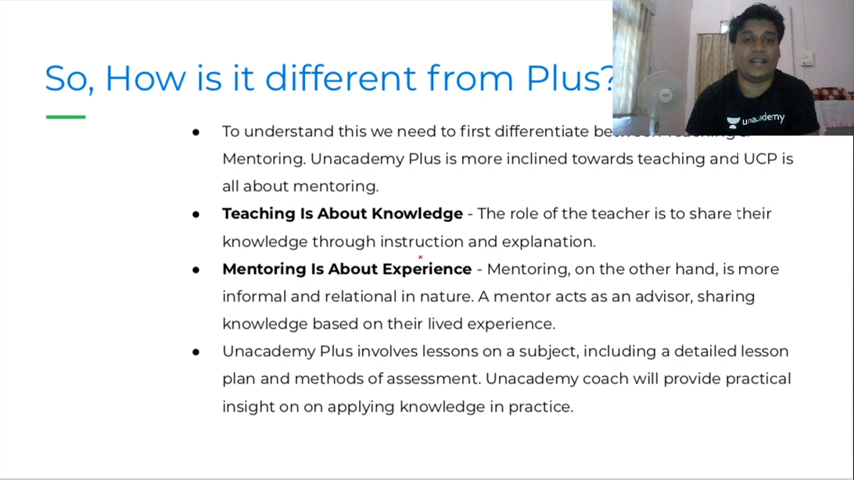 So, How is it different from Plus?
● To understand this we need to first differentiate
Mentoring. Unacademy Plus is more inclined towards teaching and UCP is
all about mentoring.
● Teaching Is About Knowledge - The role of the teacher is to share their
knowledge through instruction and explanation.
● Mentoring Is About Experience - Mentoring, on the other hand, is more
informal and relational in nature. A mentor acts as an advisor, sharing
knowledge based on their lived experience.
● Unacademy Plus involves lessons on a subject, including a detailed lesson
plan and methods of assessment. Unacademy coach will provide practical
insight on on applying knowledge in practice.
unacademy